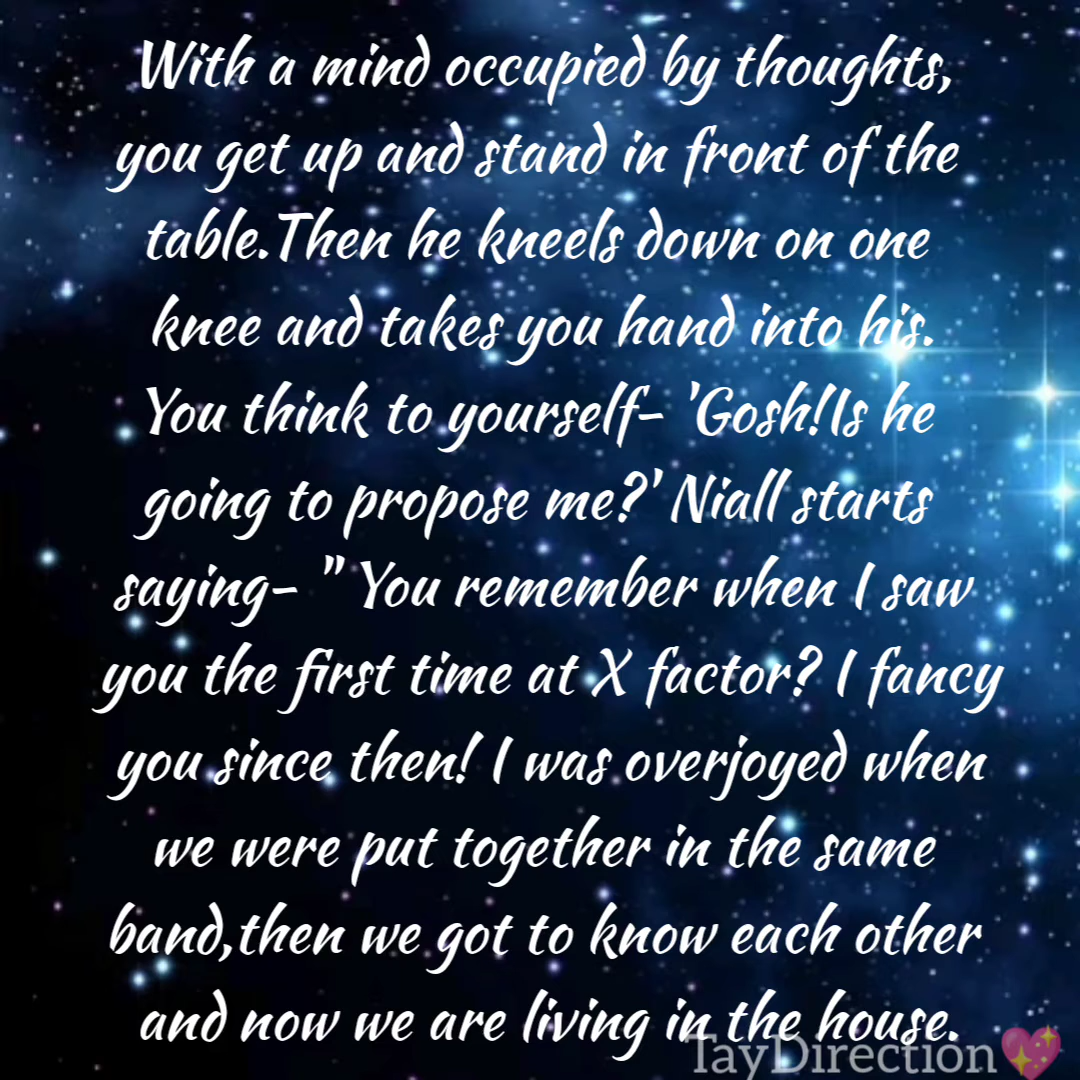 With a mind occupied by thoughts,
you get up and stand in front of the
table.Then he kneels down on one
knee and takes you hand into his.
You think to yourself- 'Gosh!Is he
going to propose me?' Niall starts
saying- " You remember when I saw
you the first time at X factor? I fancy
you since then! I was overjoyed when
we were put together in the same
band,then we got to know each other
and now we are living in the house.
TayDirection💖